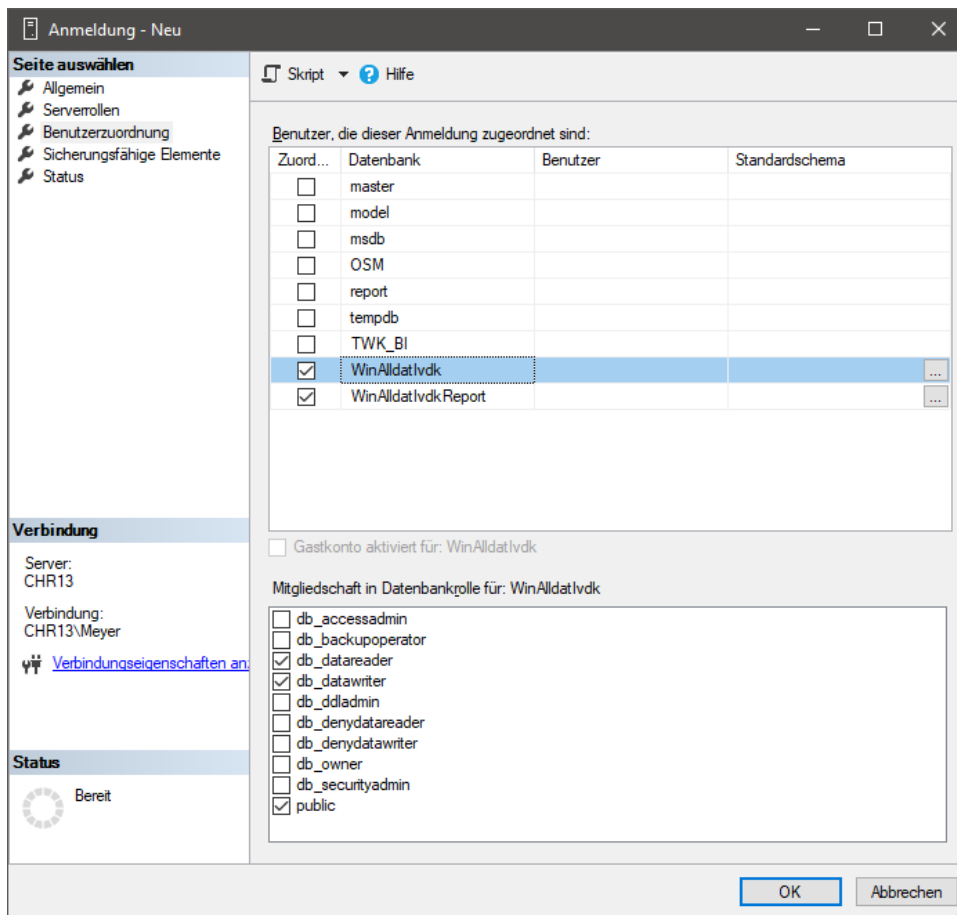 Anmeldung - Neu
Seite auswählen
Allgemein
Serverrollen
Benutzerzuordnung
Sicherungsfähige Elemente
Status
Skript
Hilfe
Benutzer, die dieser Anmeldung zugeordnet sind:
Zuord... Datenbank Benutzer Standardschema
master
model
msdb
OSM
report
tempdb
TWK_BI
WinAlldatIvdk ...
WinAlldatIvdkReport ...
Gastkonto aktiviert für: WinAlldatIvdk
Mitgliedschaft in Datenbankrolle für: WinAlldatIvdk
db_accessadmin
db_backupoperator
db_datareader
db_datawriter
db_ddladmin
db_denydatareader
db_denydatawriter
db_owner
db_securityadmin
public
Verbindung
Server:
CHR13
Verbindung:
CHR13\Meyer
Verbindungseigenschaften an
Status
Bereit
OK Abbrechen